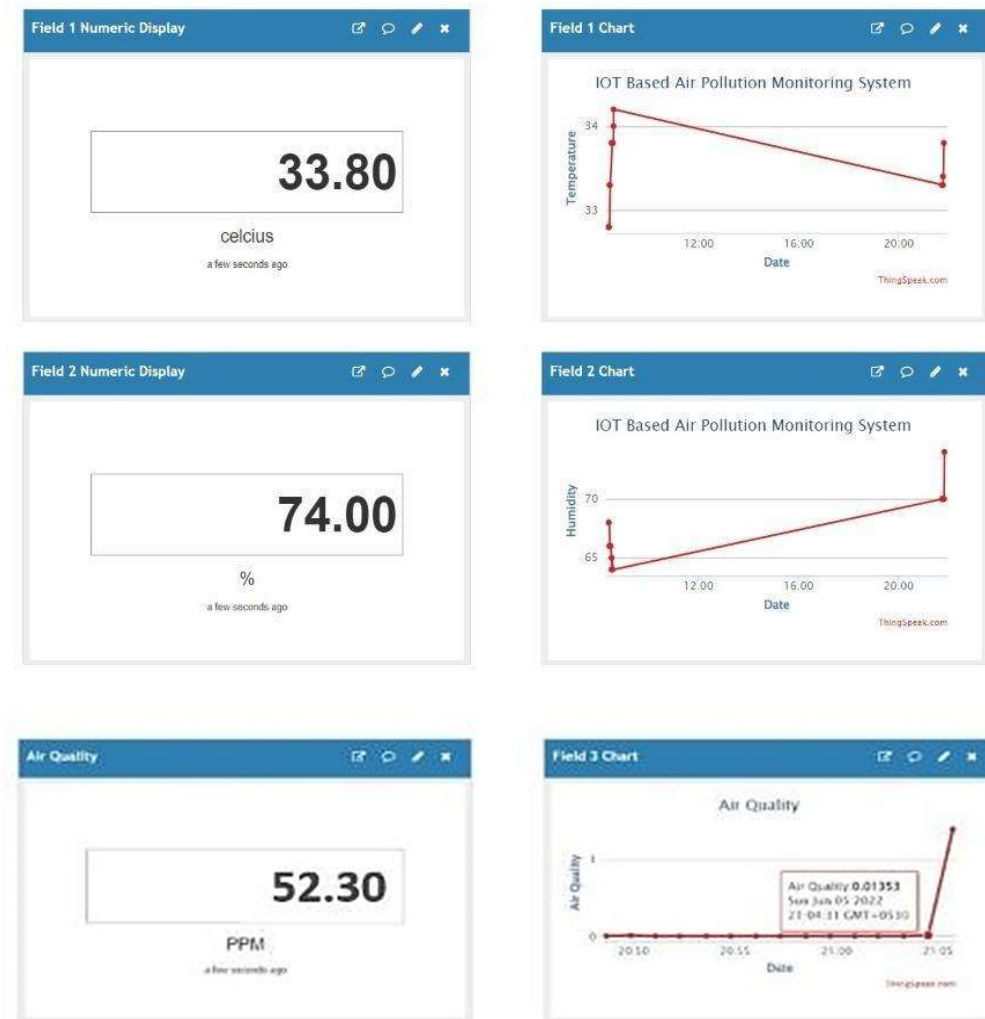 Field 1 Numeric Display
33.80
celcius
a few seconds ago
Field 1 Chart
IOT Based Air Pollution Monitoring System
Temperature
34
33
12:00 16:00 20:00
Date
ThingSpeak.com
Field 2 Numeric Display
74.00
%
a few seconds ago
Field 2 Chart
IOT Based Air Pollution Monitoring System
Humidity
70
65
12:00 16:00 20:00
Date
ThingSpeak.com
Air Quality
52.30
PPM
a few seconds ago
Field 3 Chart
Air Quality
Air Quality
1
0
Air Quality:0.01353
Sun Jun 05 2022
21:04:31 GMT+0530
20:50 20:55 21:00 21:05
Date
ThingSpeak.com